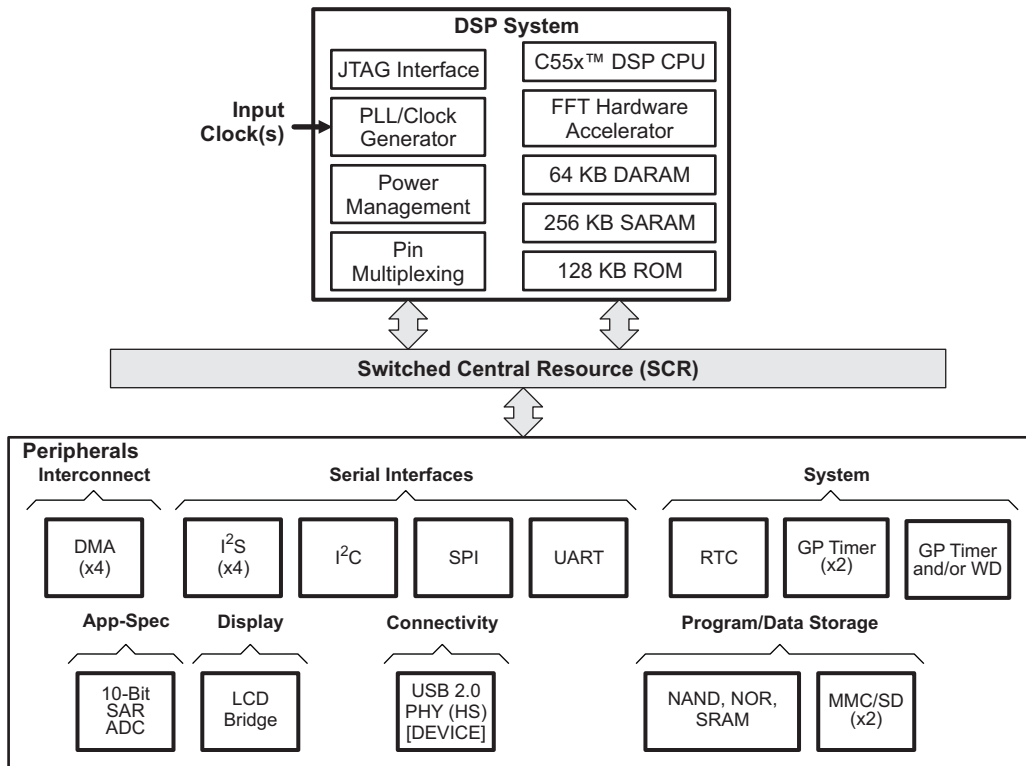 DSP System
JTAG Interface
C55x™ DSP CPU
Input
Clock(s)
PLL/Clock
Generator
FFT Hardware
Accelerator
Power
Management
64 KB DARAM
256 KB SARAM
Pin
Multiplexing
128 KB ROM
Switched Central Resource (SCR)
Peripherals
Interconnect
Serial Interfaces
System
DMA
(x4)
I²S
(x4)
I²C
SPI
UART
RTC
GP Timer
(x2)
GP Timer
and/or WD
App-Spec
Display
Connectivity
Program/Data Storage
10-Bit
SAR
ADC
LCD
Bridge
USB 2.0
PHY (HS)
[DEVICE]
NAND, NOR,
SRAM
MMC/SD
(x2)